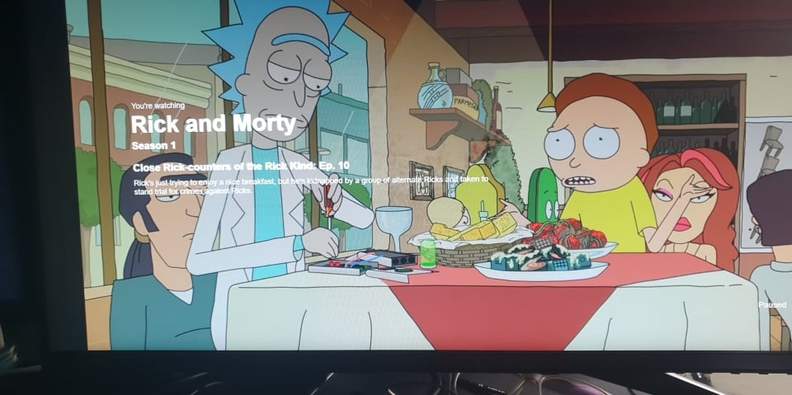 You're watching
Rick and Morty
Season 1
Close Rick-counters of the Rick Kind: Ep. 10
Rick's just trying to enjoy a nice breakfast, but he's kidnapped by a group of alternate Ricks and taken to
stand trial for crimes against Ricks.
Paused